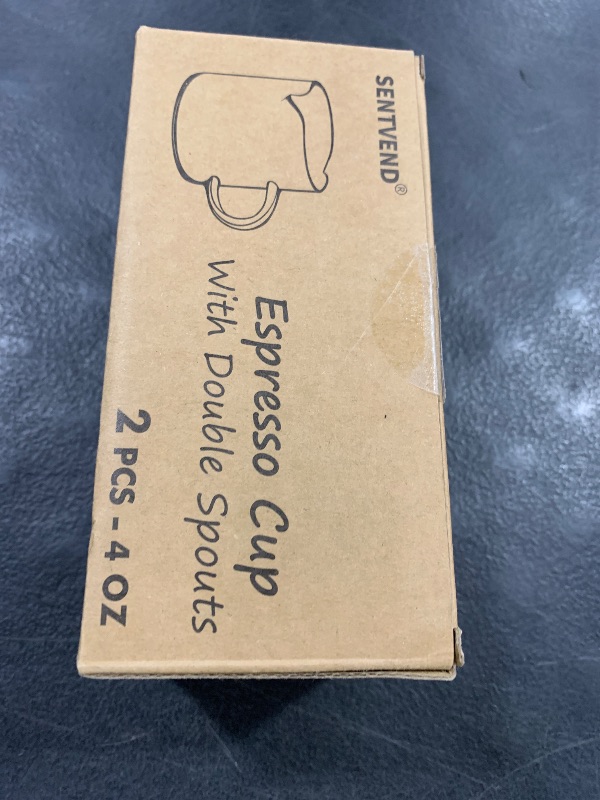 SENTVEND®
Espresso Cup
With Double Spouts
2 PCS - 4 OZ